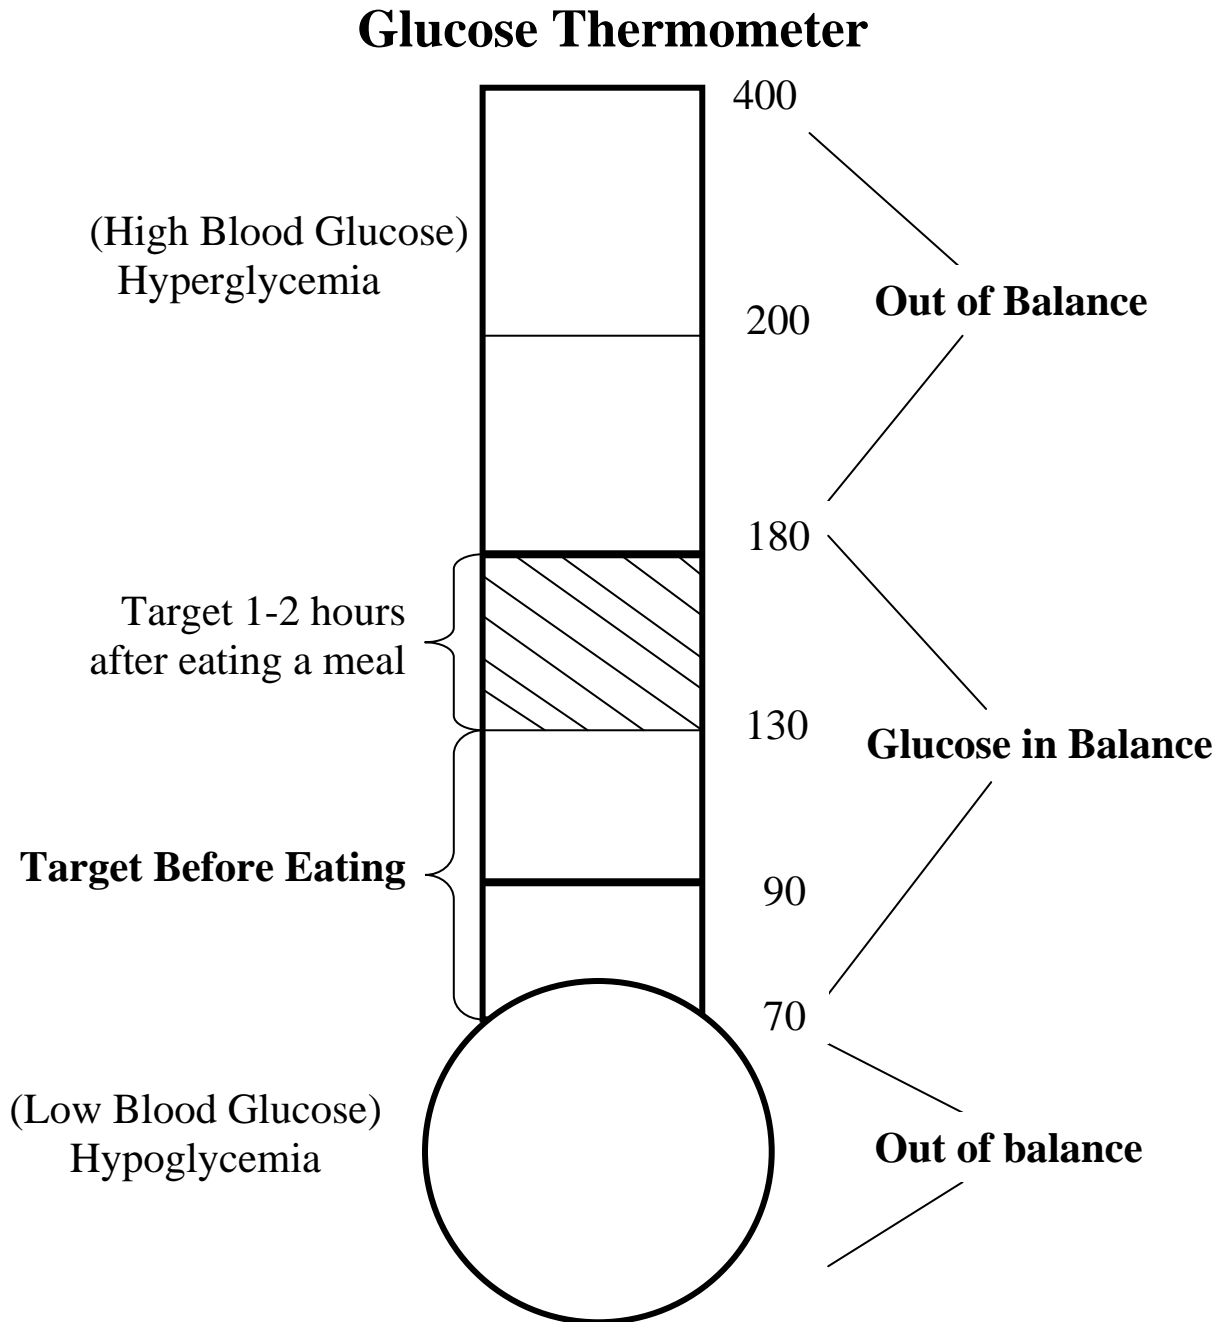 Glucose Thermometer
400
(High Blood Glucose)
Hyperglycemia
Out of Balance
200
180
Target 1-2 hours
after eating a meal
130
Glucose in Balance
Target Before Eating
90
70
(Low Blood Glucose)
Hypoglycemia
Out of balance